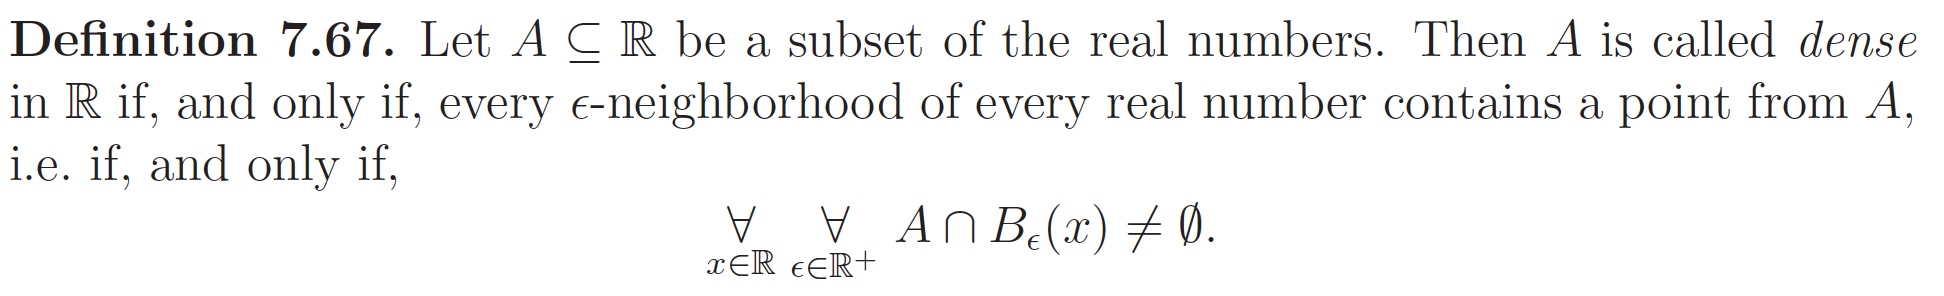 Definition 7.67. Let A ⊆ ℝ be a subset of the real numbers. Then A is called dense
in ℝ if, and only if, every ϵ-neighborhood of every real number contains a point from A,
i.e. if, and only if,
∀ ∀ A ∩ Bϵ(x) ≠ ∅.
x∈ℝ ϵ∈ℝ⁺